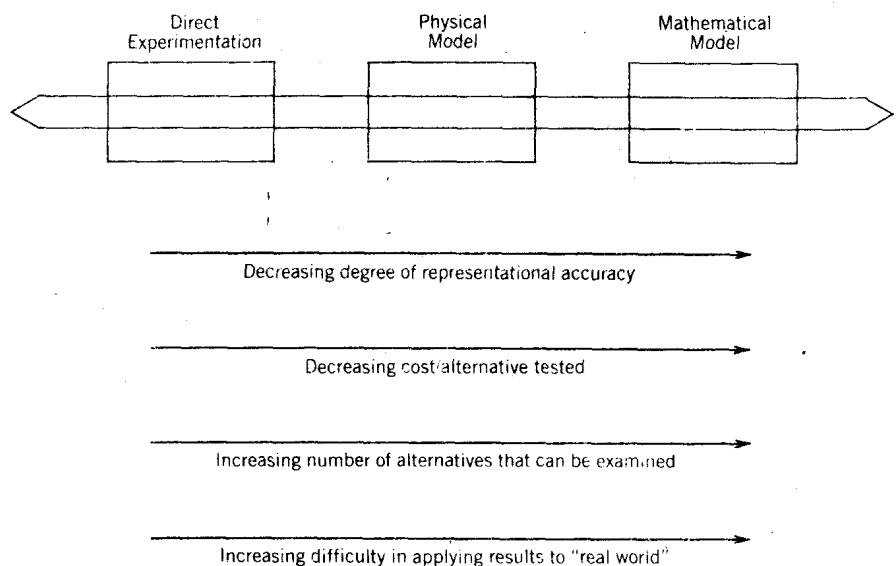 Direct
Experimentation
Physical
Model
Mathematical
Model
Decreasing degree of representational accuracy
Decreasing cost/alternative tested
Increasing number of alternatives that can be examined
Increasing difficulty in applying results to "real world"